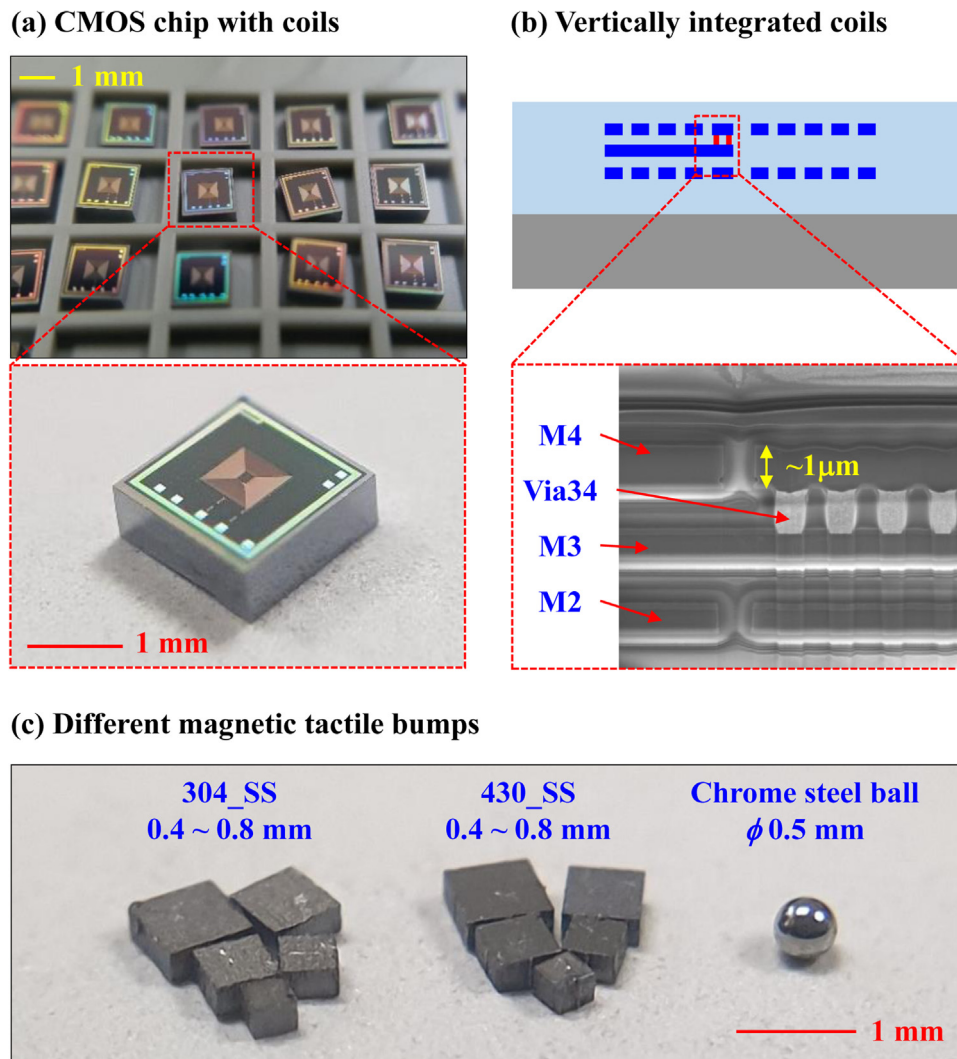 (a) CMOS chip with coils
1 mm
1 mm
(b) Vertically integrated coils
M4
~1μm
Via34
M3
M2
(c) Different magnetic tactile bumps
304_SS
0.4 ~ 0.8 mm
430_SS
0.4 ~ 0.8 mm
Chrome steel ball
ϕ 0.5 mm
1 mm